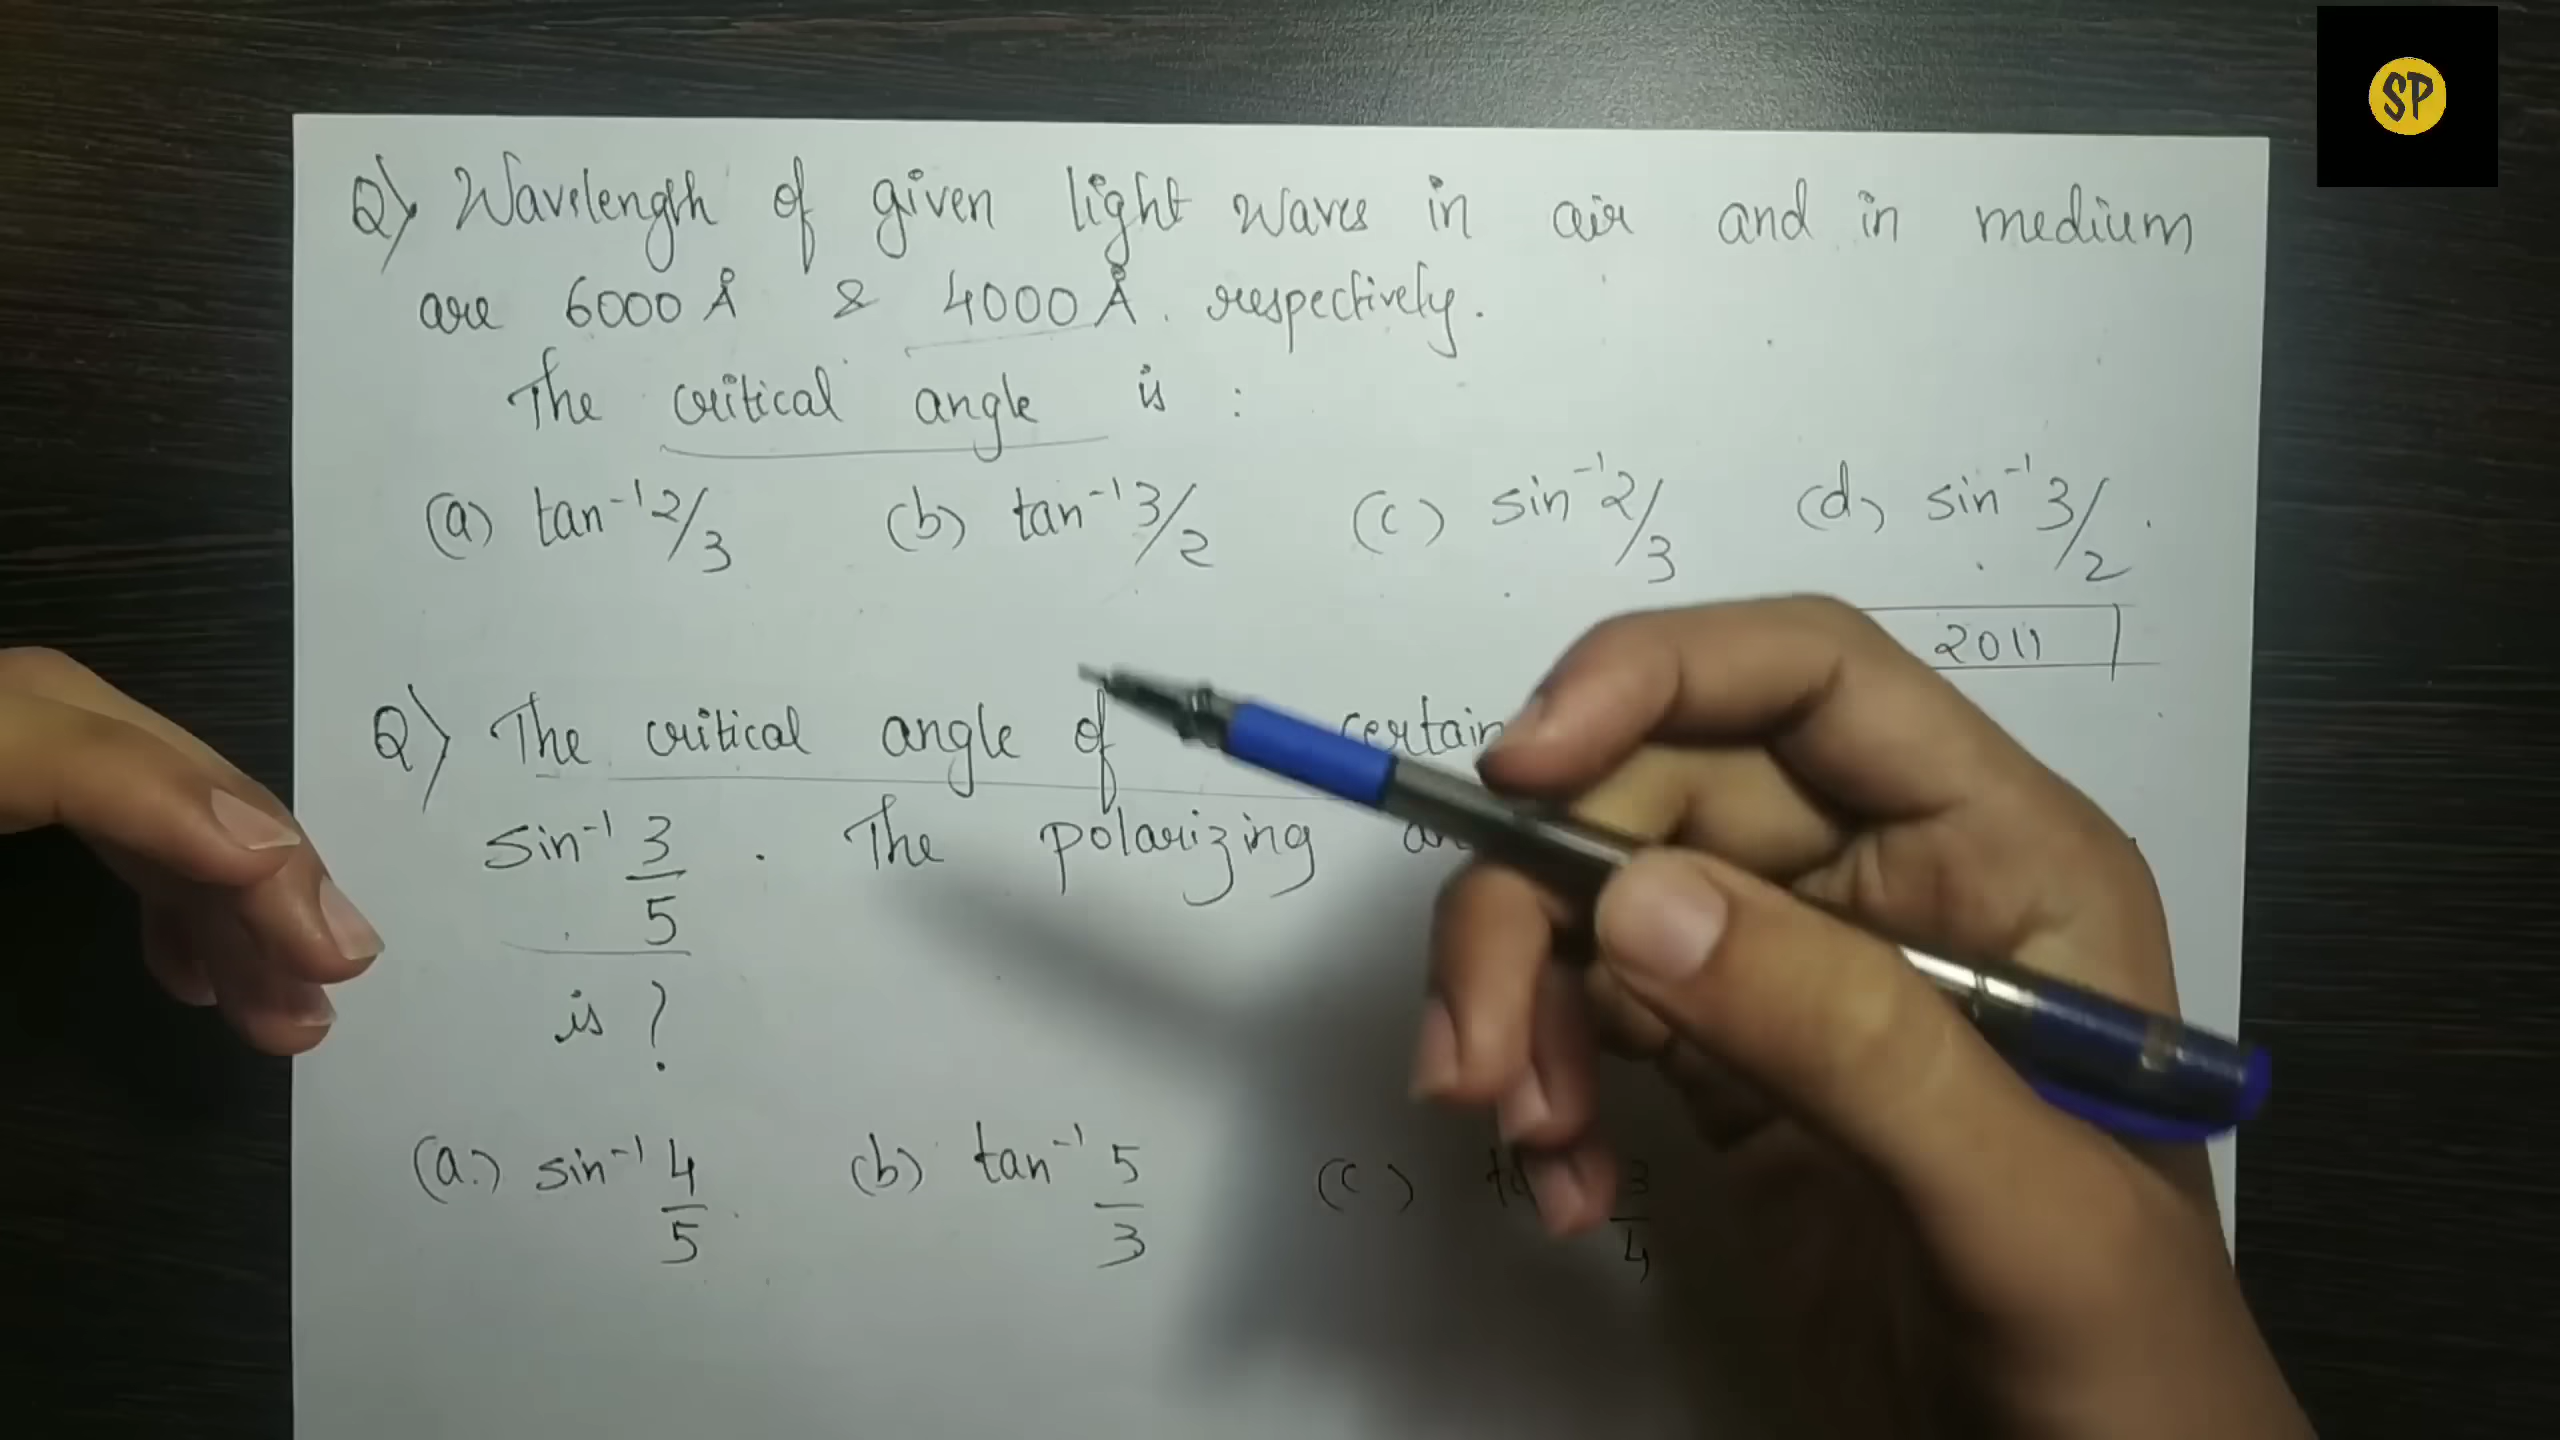 SP
Q) Wavelength of given light waves in air and in medium
are 6000 Å & 4000 Å. respectively.
The critical angle is :
(a) tan⁻¹ 2/3 (b) tan⁻¹ 3/2 (c) sin⁻¹ 2/3 (d) sin⁻¹ 3/2.
2011
Q) The critical angle of certain
sin⁻¹ 3/5 . The polarizing
is ?
(a.) sin⁻¹ 4/5 (b) tan⁻¹ 5/3 (c) 3/4